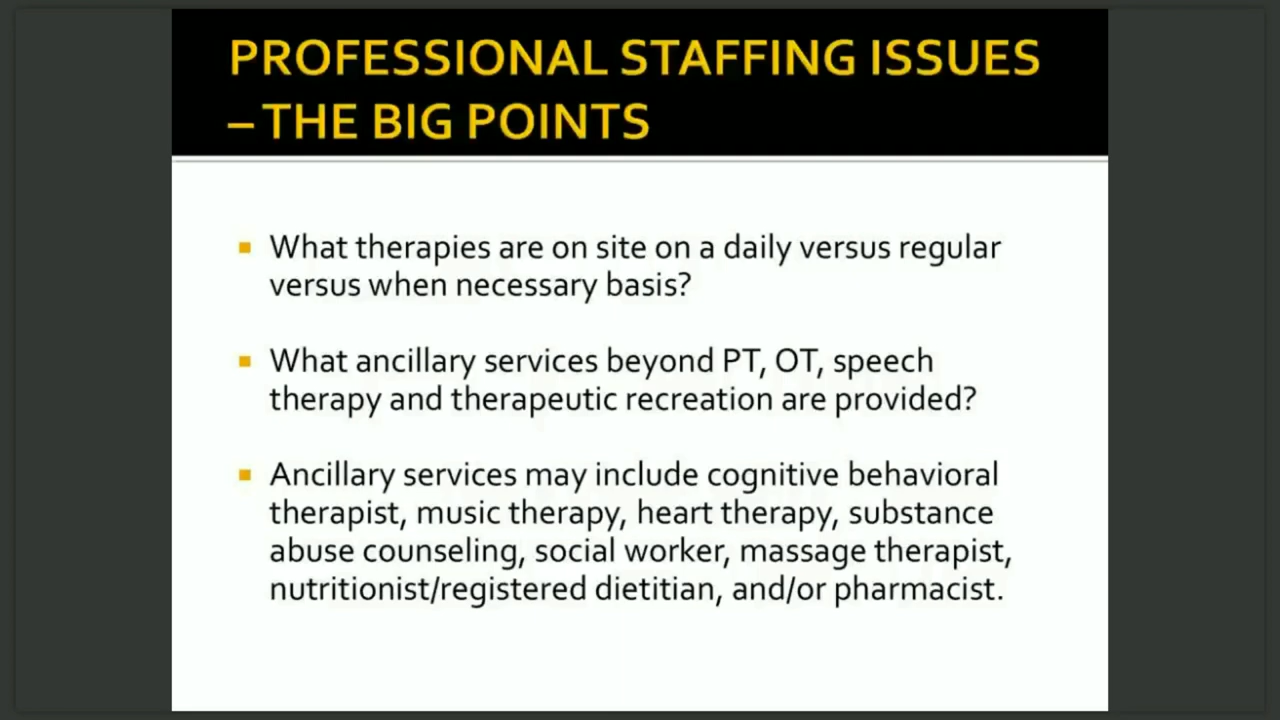 PROFESSIONAL STAFFING ISSUES
– THE BIG POINTS
What therapies are on site on a daily versus regular
versus when necessary basis?
What ancillary services beyond PT, OT, speech
therapy and therapeutic recreation are provided?
Ancillary services may include cognitive behavioral
therapist, music therapy, heart therapy, substance
abuse counseling, social worker, massage therapist,
nutritionist/registered dietitian, and/or pharmacist.